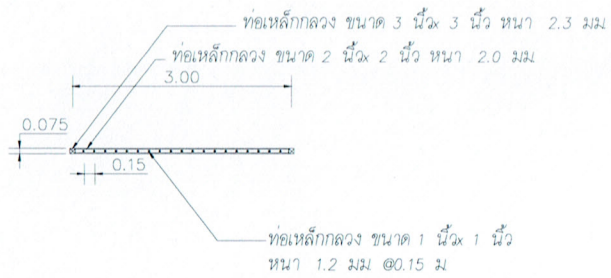 ท่อเหล็กกลวง ขนาด 3 นิ้วx 3 นิ้ว หนา 2.3 มม
ท่อเหล็กกลวง ขนาด 2 นิ้วx 2 นิ้ว หนา 2.0 มม
3.00
0.075
0.15
ท่อเหล็กกลวง ขนาด 1 นิ้วx 1 นิ้ว
หนา 1.2 มม @0.15 ม